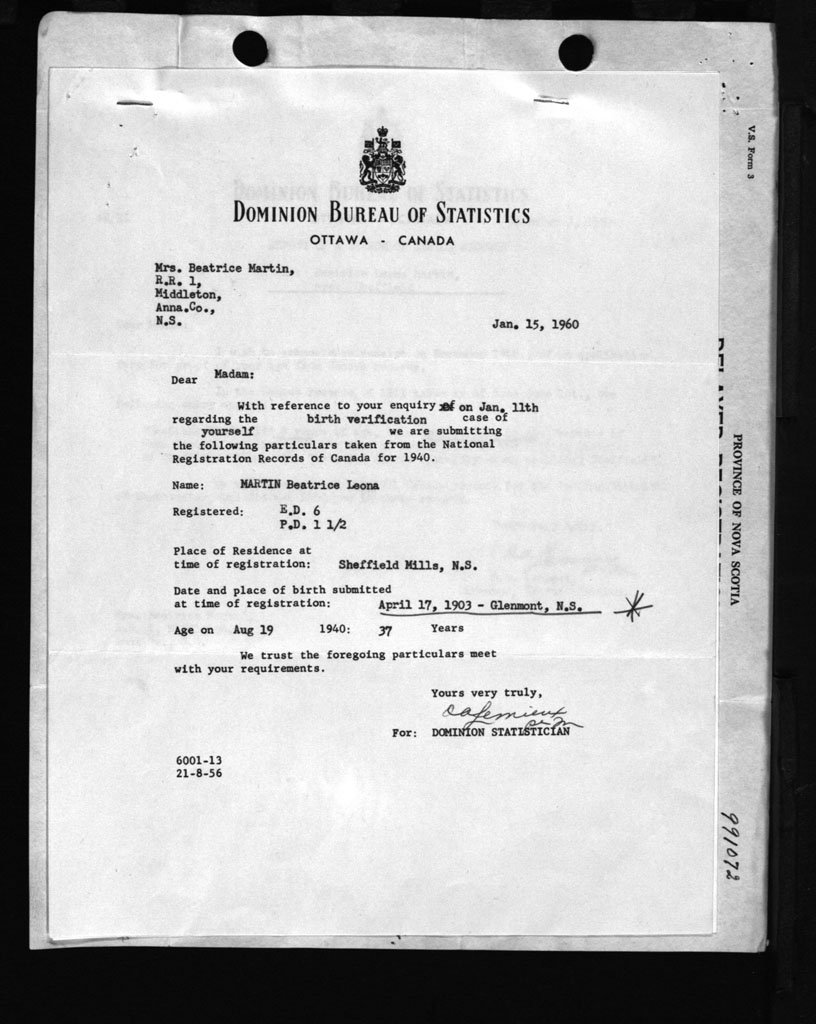 DOMINION BUREAU OF STATISTICS
OTTAWA - CANADA
Mrs. Beatrice Martin,
R.R. 1,
Middleton,
Anna.Co.,
N.S.
Jan. 15, 1960
Dear Madam:
With reference to your enquiry of on Jan. 11th
regarding the birth verification case of
yourself we are submitting
the following particulars taken from the National
Registration Records of Canada for 1940.
Name: MARTIN Beatrice Leona
Registered: E.D. 6
P.D. 1 1/2
Place of Residence at
time of registration: Sheffield Mills, N.S.
Date and place of birth submitted
at time of registration: April 17, 1903 - Glenmont, N.S.
Age on Aug 19 1940: 37 Years
We trust the foregoing particulars meet
with your requirements.
Yours very truly,
For: DOMINION STATISTICIAN
6001-13
21-8-56
V.S. Form 3
PROVINCE OF NOVA SCOTIA
991072